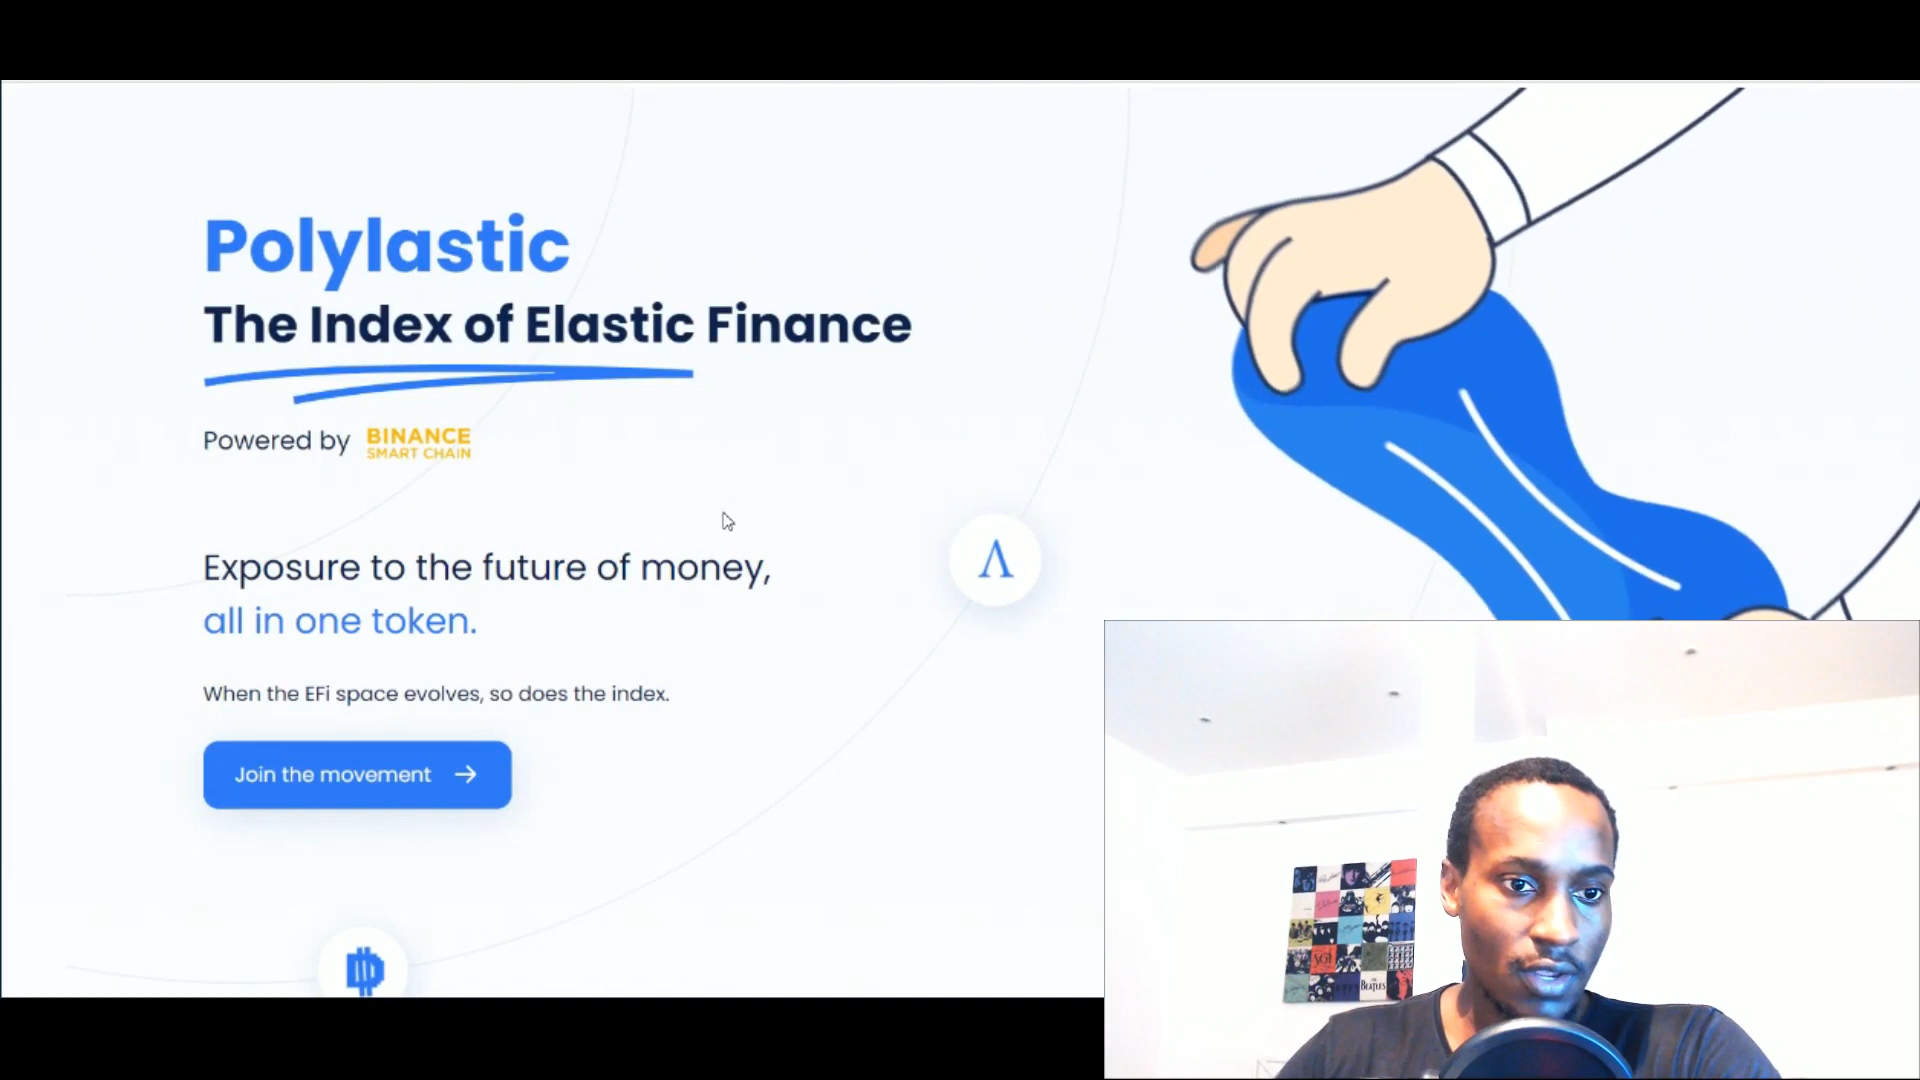 Polylastic
The Index of Elastic Finance
Powered by BINANCE
SMART CHAIN
Exposure to the future of money,
all in one token.
When the EFi space evolves, so does the index.
Join the movement
BEATLES